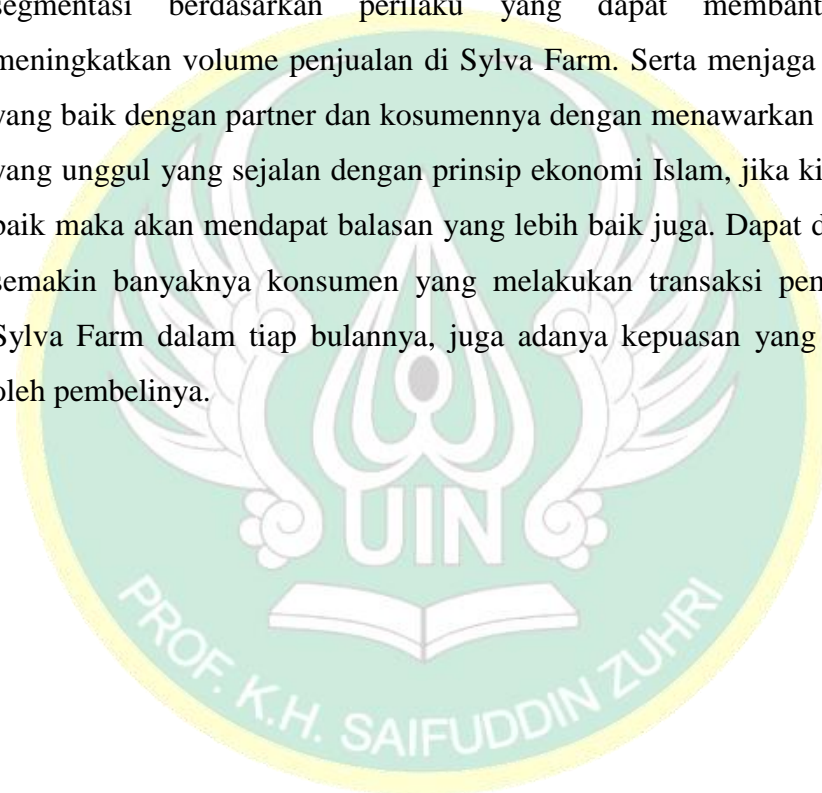 segmentasi berdasarkan perilaku yang dapat membant
meningkatkan volume penjualan di Sylva Farm. Serta menjaga
yang baik dengan partner dan kosumennya dengan menawarkan
yang unggul yang sejalan dengan prinsip ekonomi Islam, jika ki
baik maka akan mendapat balasan yang lebih baik juga. Dapat d
semakin banyaknya konsumen yang melakukan transaksi pen
Sylva Farm dalam tiap bulannya, juga adanya kepuasan yang
oleh pembelinya.
UIN
PROF. K.H. SAIFUDDIN ZUHRI